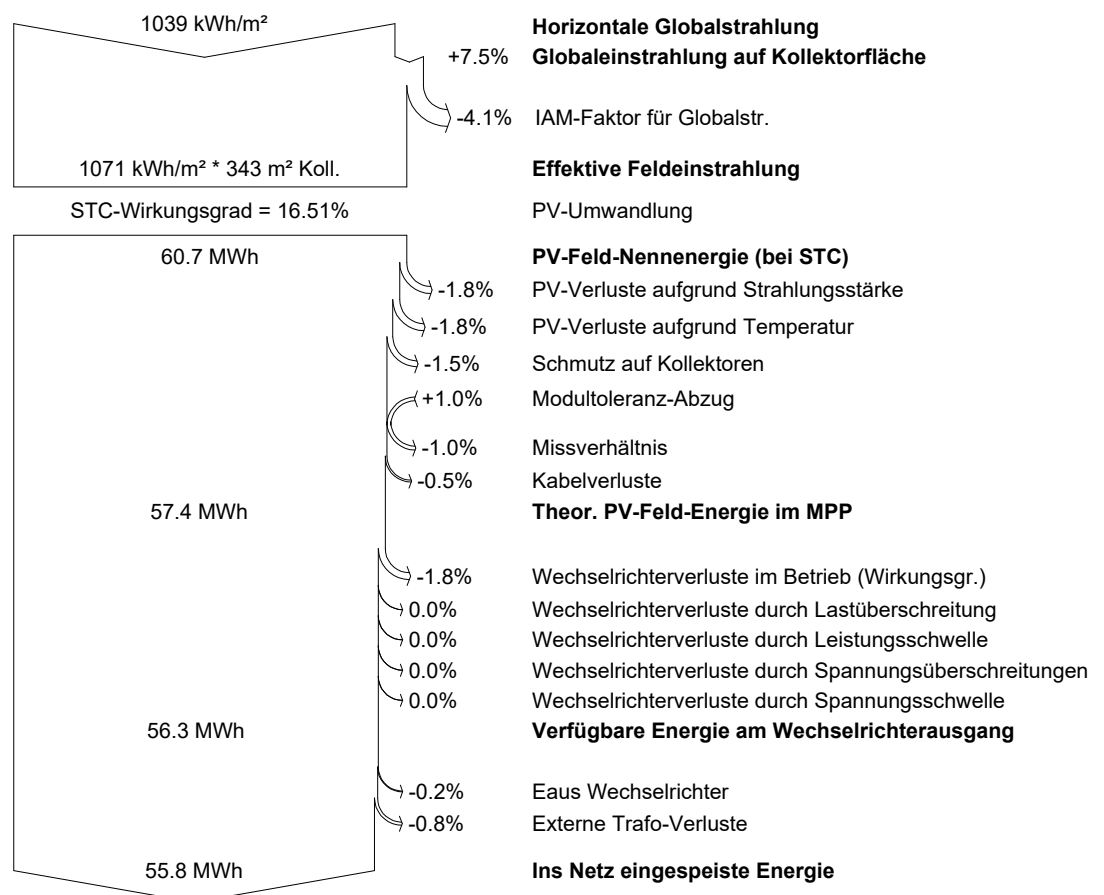 1039 kWh/m² Horizontale Globalstrahlung
+7.5% Globaleinstrahlung auf Kollektorfläche
-4.1% IAM-Faktor für Globalstr.
1071 kWh/m² * 343 m² Koll. Effektive Feldeinstrahlung
STC-Wirkungsgrad = 16.51% PV-Umwandlung
60.7 MWh PV-Feld-Nennenergie (bei STC)
-1.8% PV-Verluste aufgrund Strahlungsstärke
-1.8% PV-Verluste aufgrund Temperatur
-1.5% Schmutz auf Kollektoren
+1.0% Modultoleranz-Abzug
-1.0% Missverhältnis
-0.5% Kabelverluste
57.4 MWh Theor. PV-Feld-Energie im MPP
-1.8% Wechselrichterverluste im Betrieb (Wirkungsgr.)
0.0% Wechselrichterverluste durch Lastüberschreitung
0.0% Wechselrichterverluste durch Leistungsschwelle
0.0% Wechselrichterverluste durch Spannungsüberschreitungen
0.0% Wechselrichterverluste durch Spannungsschwelle
56.3 MWh Verfügbare Energie am Wechselrichterausgang
-0.2% Eaus Wechselrichter
-0.8% Externe Trafo-Verluste
55.8 MWh Ins Netz eingespeiste Energie